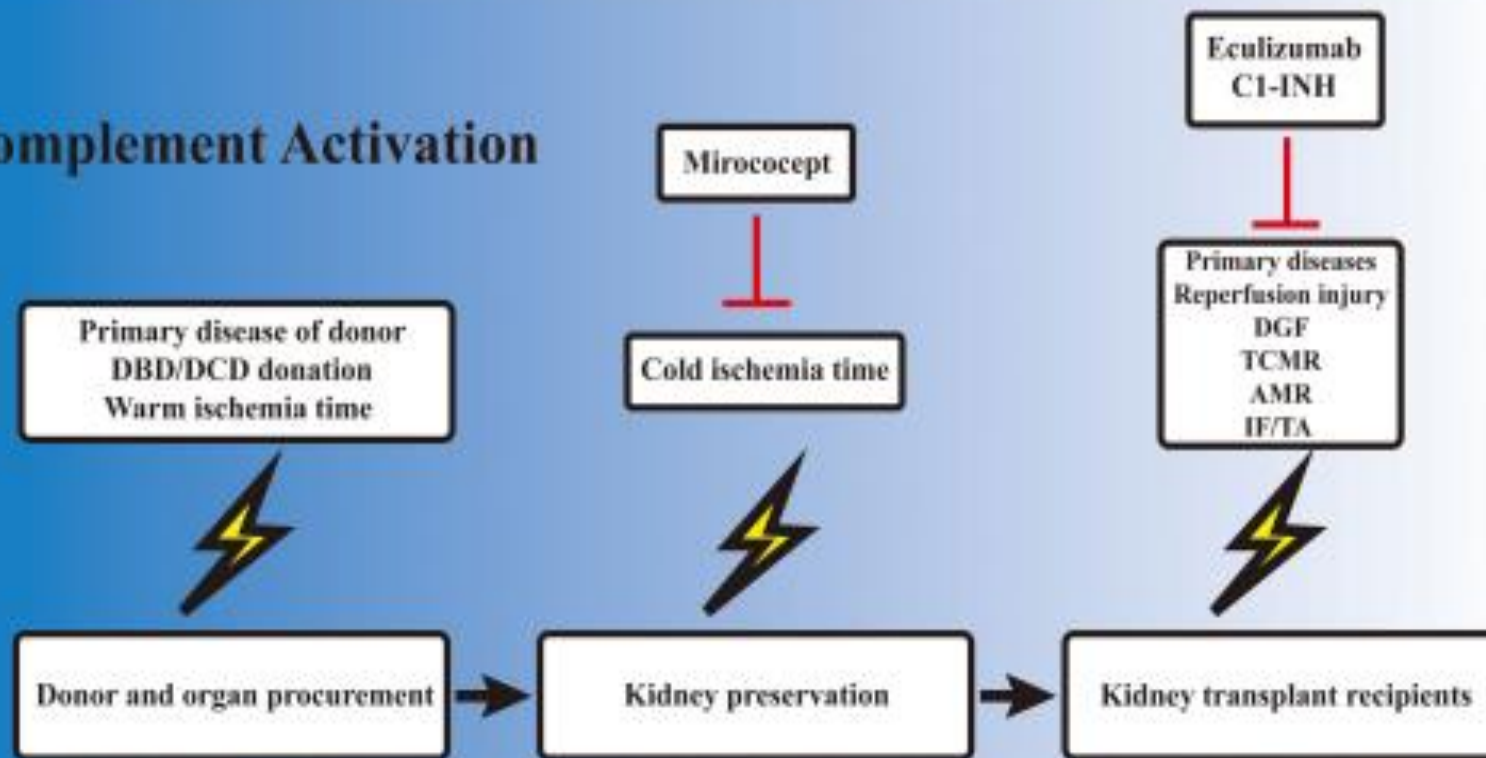 omplement Activation
Eculizumab
C1-INH
Mirococept
Primary diseases
Reperfusion injury
DGF
TCMR
AMR
IF/TA
Primary disease of donor
DBD/DCD donation
Warm ischemia time
Cold ischemia time
Donor and organ procurement
Kidney preservation
Kidney transplant recipients